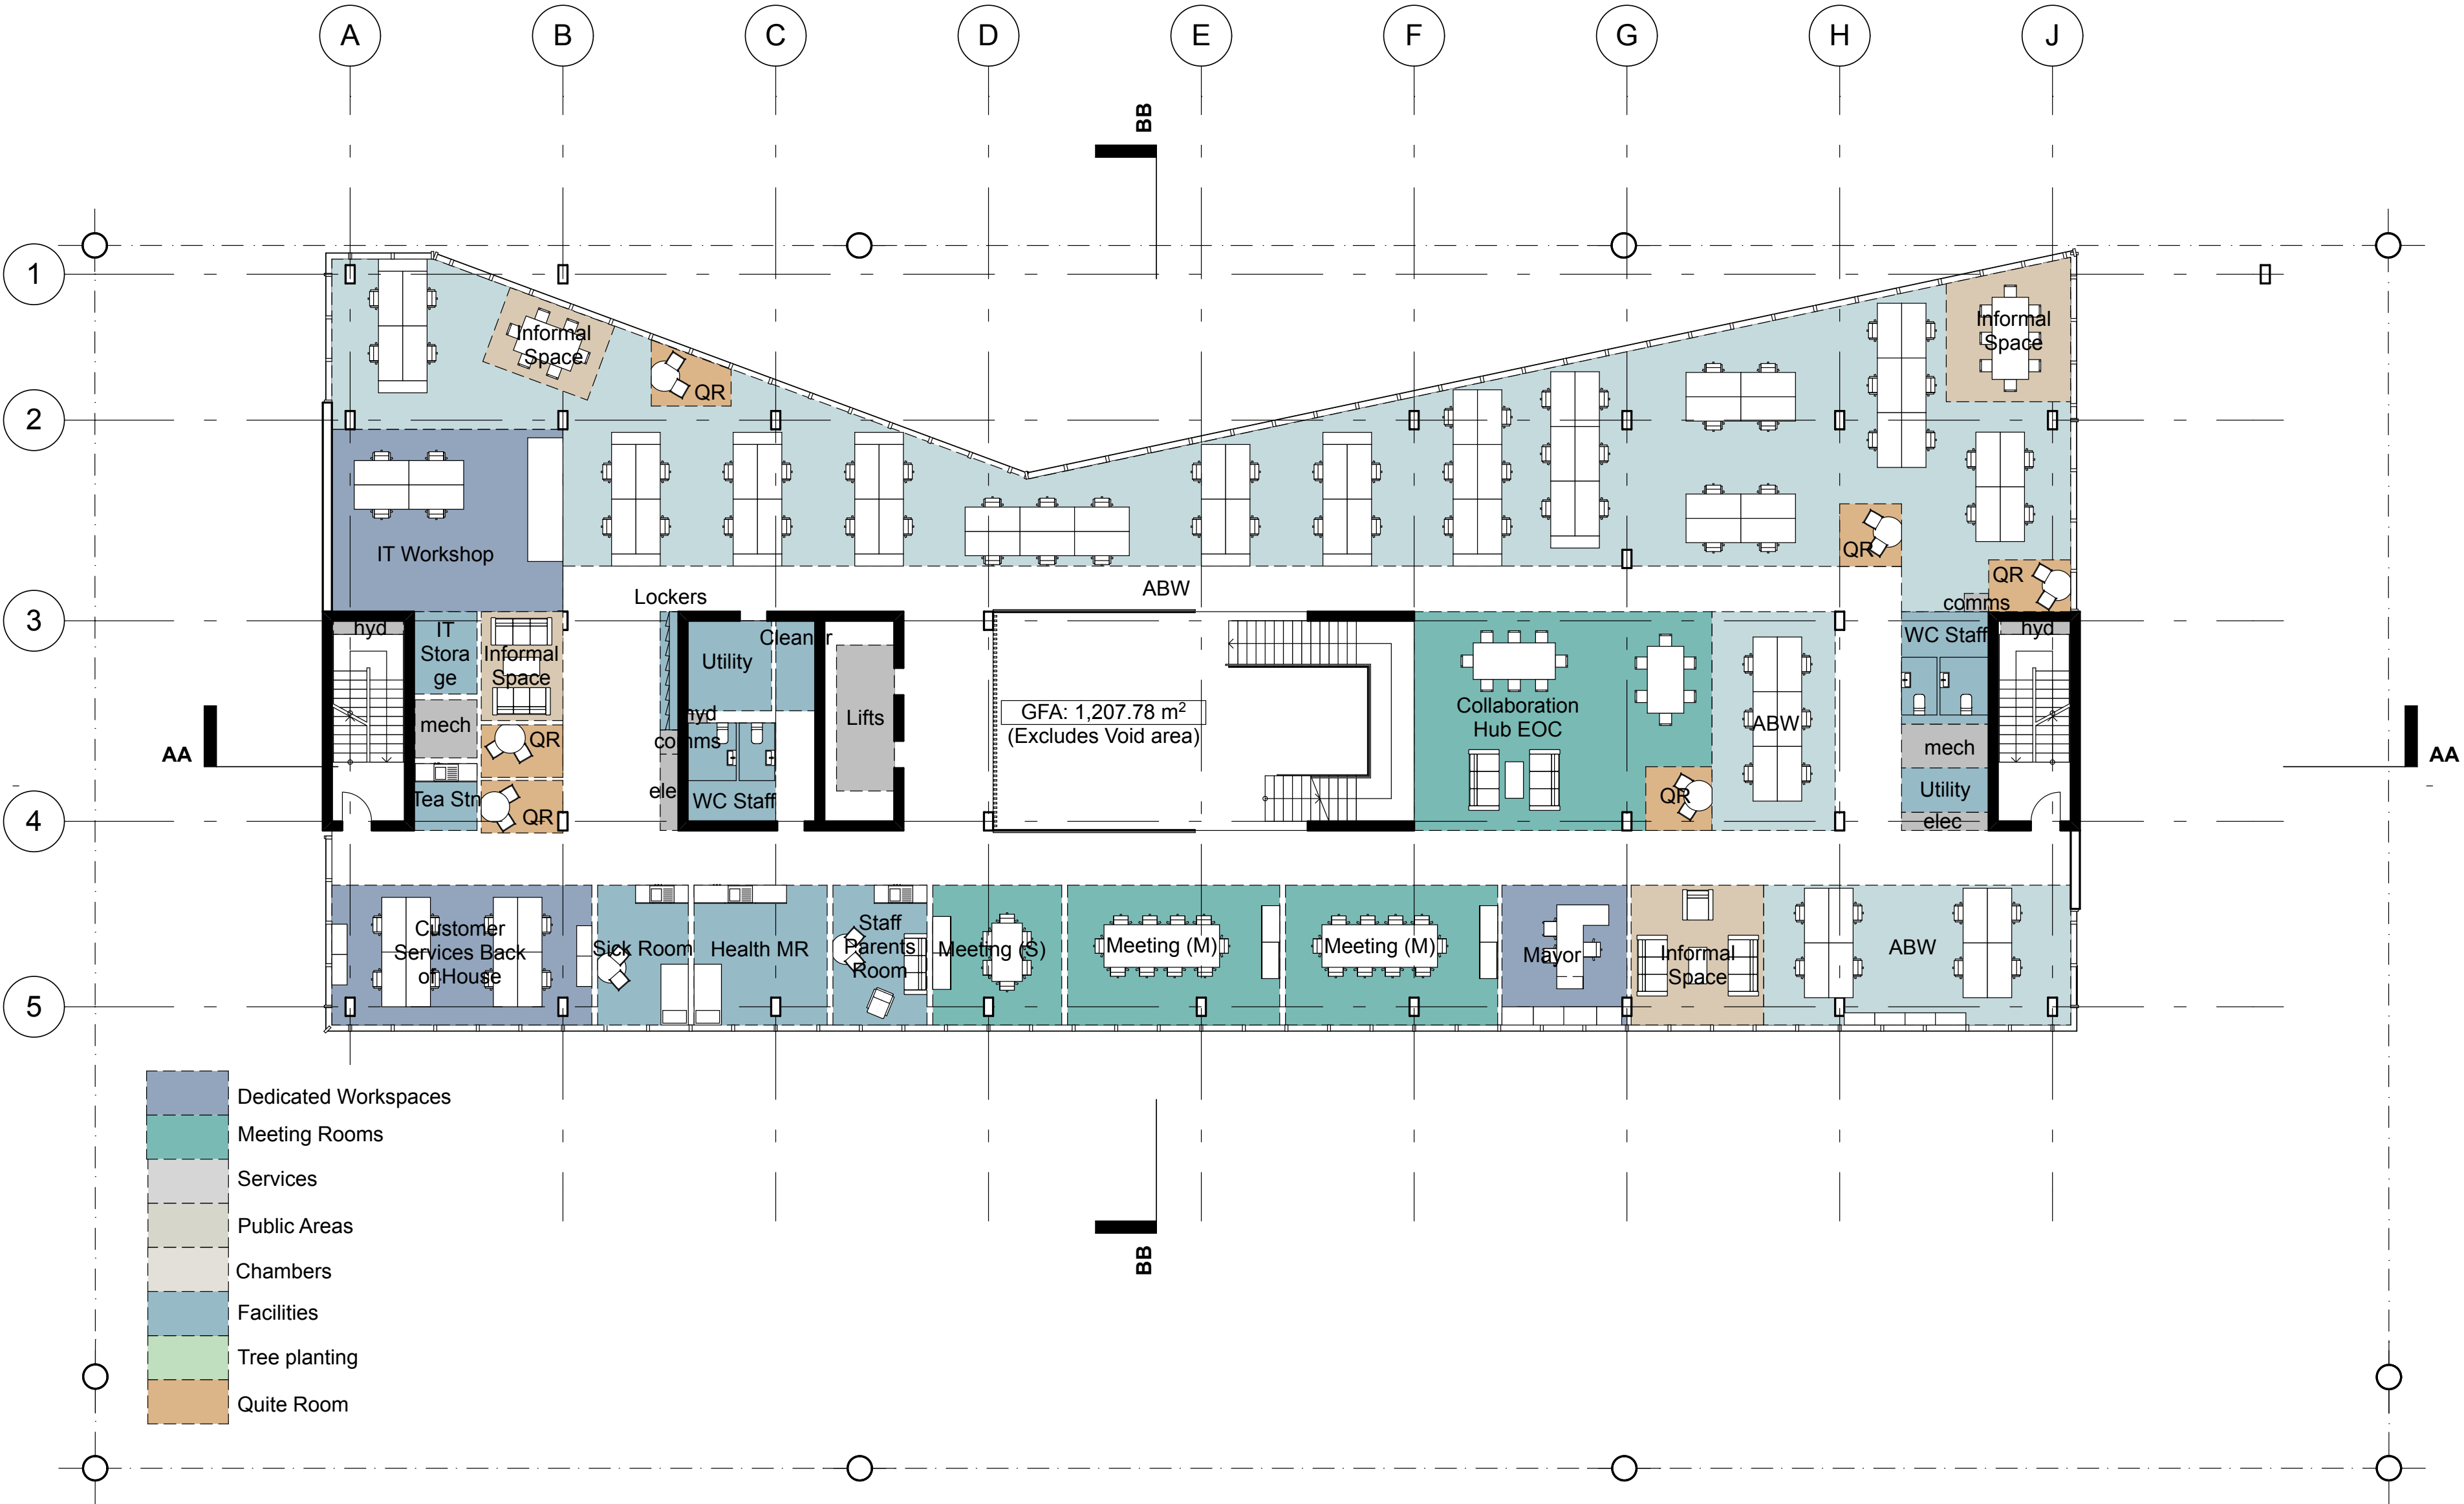 A B C D E F G H J
BB
1
Informal
Space
Informal
Space
QR
2
IT Workshop
QR
QR
ABW
Lockers
comms
3
hyd
IT
Stora
ge
Informal
Space
Utility
Cleaner
WC Staff
hyd
mech
QR
hyd
comms
Lifts
GFA: 1,207.78 m²
(Excludes Void area)
Collaboration
Hub EOC
ABW
mech
AA
AA
Tea Stn
QR
elec
WC Staff
QR
Utility
4
elec
Customer
Services Back
of House
Sick Room
Health MR
Staff
Parents
Room
Meeting (S)
Meeting (M)
Meeting (M)
Mayor
Informal
Space
ABW
5
Dedicated Workspaces
Meeting Rooms
Services
Public Areas
Chambers
Facilities
Tree planting
Quite Room
BB